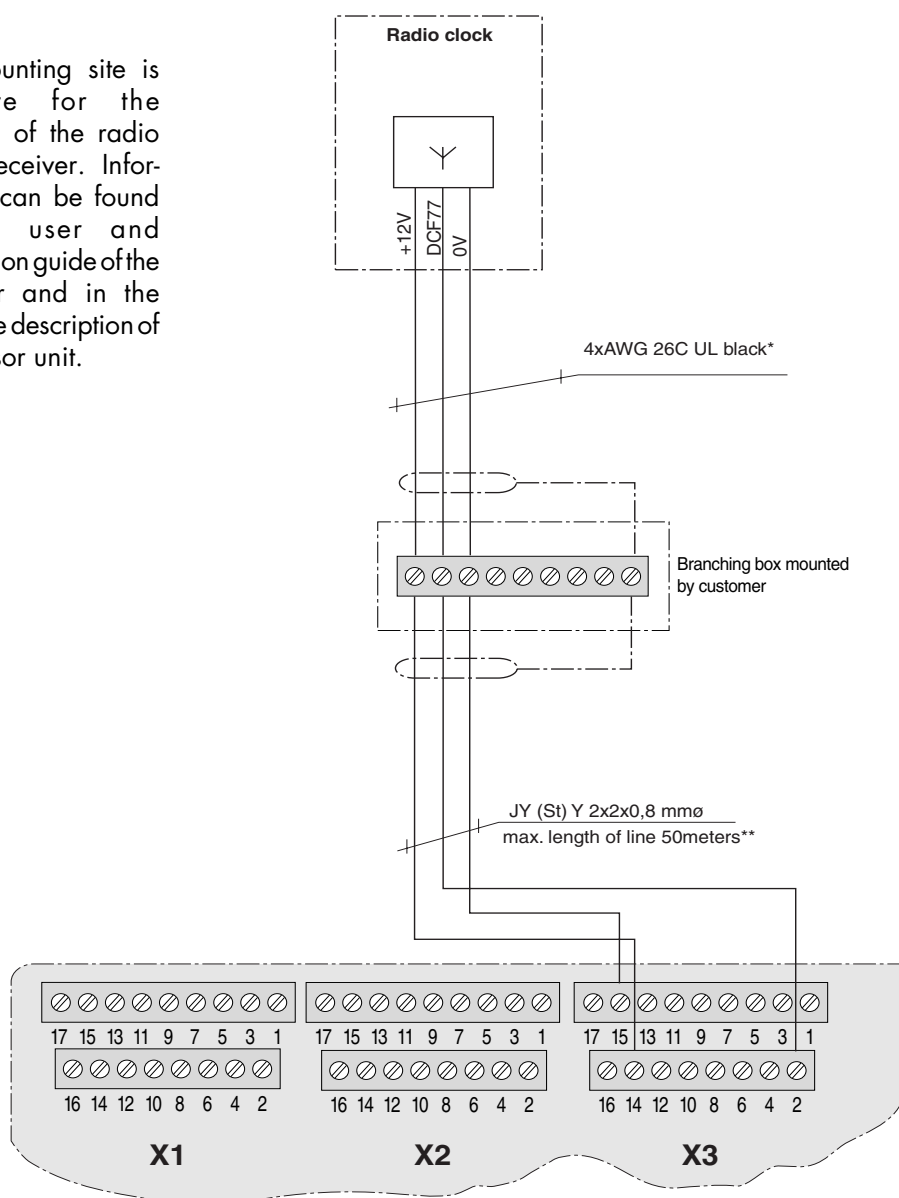 Radio clock
unting site is
for the
of the radio
eceiver. Infor-
can be found
user and
on guide of the
and in the
e description of
sor unit.
+12V
DCF77
0V
4xAWG 26C UL black*
Branching box mounted
by customer
JY (St) Y 2x2x0,8 mmø
max. length of line 50meters**
17 15 13 11 9 7 5 3 1
16 14 12 10 8 6 4 2
X1
17 15 13 11 9 7 5 3 1
16 14 12 10 8 6 4 2
X2
17 15 13 11 9 7 5 3 1
16 14 12 10 8 6 4 2
X3